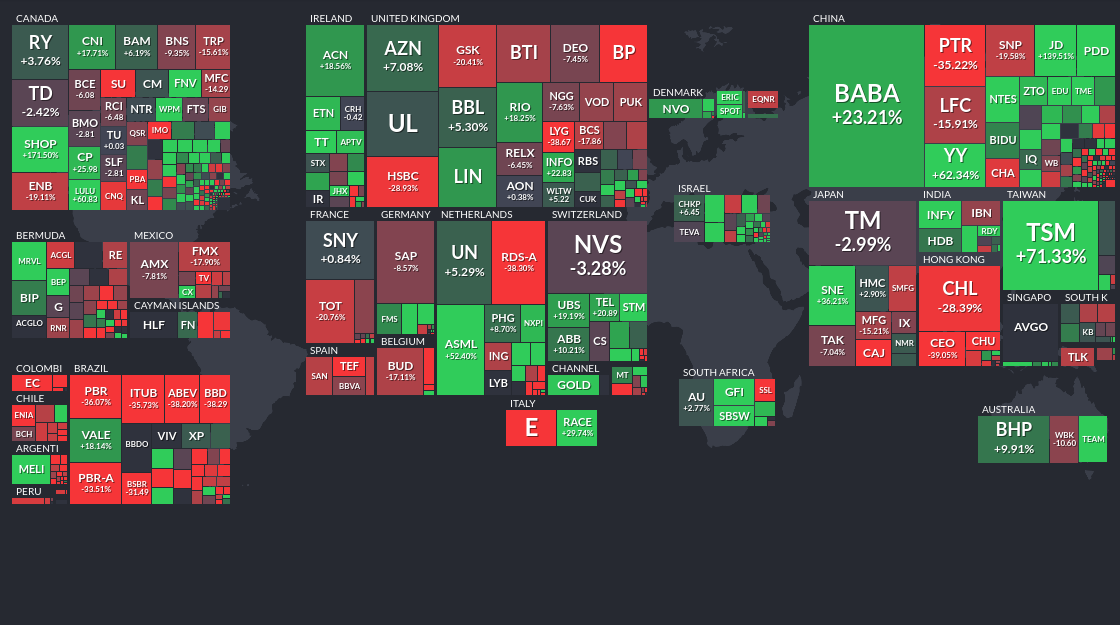 CANADA
RY
+3.76%
CNI
+17.71%
BAM
+6.19%
BNS
-9.35%
TRP
-15.61%
TD
-2.42%
BCE
-6.08
SU
CM
FNV
MFC
-14.29
RCI
-6.48
NTR
WPM
FTS
GIB
BMO
-2.81
TU
+0.03
QSR
IMO
SHOP
+171.50%
CP
+25.98
SLF
-2.81
PBA
ENB
-19.11%
LULU
+60.83
CNQ
KL
BERMUDA
MRVL
ACGL
RE
BEP
BIP
G
ACGLO
RNR
MEXICO
AMX
-7.81%
FMX
-17.90%
TV
CX
CAYMAN ISLANDS
HLF
FN
COLOMBI
EC
CHILE
ENIA
BCH
ARGENTI
MELI
PERU
BRAZIL
PBR
-36.07%
ITUB
-35.73%
ABEV
-38.20%
BBD
-38.29
VALE
+18.14%
BBDO
VIV
XP
PBR-A
-33.51%
BSBR
-31.49
IRELAND
ACN
+18.56%
ETN
CRH
-0.42
TT
APTV
STX
JHX
IR
UNITED KINGDOM
AZN
+7.08%
GSK
-20.41%
BTI
DEO
-7.45%
BP
UL
BBL
+5.30%
RIO
+18.25%
NGG
-7.63%
VOD
PUK
LYG
-38.67
BCS
-17.86
HSBC
-28.93%
LIN
RELX
-6.45%
INFO
+22.83
RBS
AON
+0.38%
WLTW
+5.22
CUK
FRANCE
SNY
+0.84%
TOT
-20.76%
SPAIN
SAN
TEF
BBVA
GERMANY
SAP
-8.57%
FMS
BELGIUM
BUD
-17.11%
NETHERLANDS
UN
+5.29%
RDS-A
-38.30%
ASML
+52.40%
PHG
+8.70%
NXPI
ING
LYB
SWITZERLAND
NVS
-3.28%
UBS
+19.19%
TEL
+20.89
STM
ABB
+10.21%
CS
CHANNEL
GOLD
MT
ITALY
E
RACE
+29.74%
DENMARK
NVO
ERIC
SPOT
EQNR
ISRAEL
CHKP
+6.45
TEVA
SOUTH AFRICA
AU
+2.77%
GFI
SSL
SBSW
CHINA
BABA
+23.21%
PTR
-35.22%
SNP
-19.58%
JD
+139.51%
PDD
LFC
-15.91%
NTES
ZTO
EDU
TME
YY
+62.34%
BIDU
IQ
WB
CHA
JAPAN
TM
-2.99%
SNE
+36.21%
HMC
+2.90%
SMFG
MFG
-15.21%
IX
TAK
-7.04%
CAJ
NMR
INDIA
INFY
IBN
HDB
RDY
HONG KONG
CHL
-28.39%
CEO
-39.05%
CHU
TAIWAN
TSM
+71.33%
SINGAPO
AVGO
SOUTH K
KB
TLK
AUSTRALIA
BHP
+9.91%
WBK
-10.60
TEAM